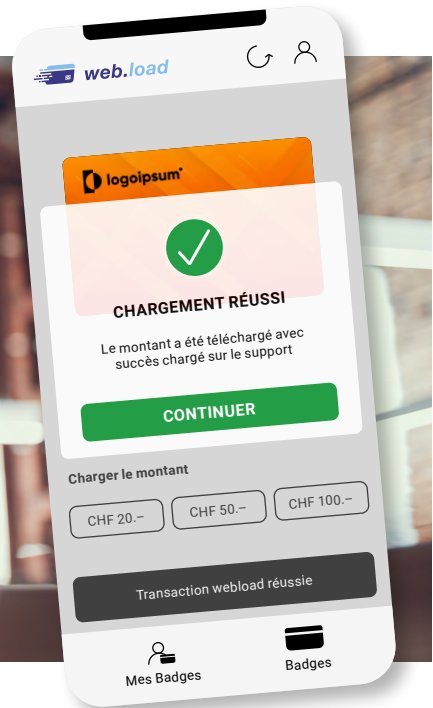 web.load
logoipsum
CHARGEMENT RÉUSSI
Le montant a été téléchargé avec
succès chargé sur le support
CONTINUER
Charger le montant
CHF 20.–
CHF 50.–
CHF 100.–
Transaction webload réussie
Mes Badges
Badges